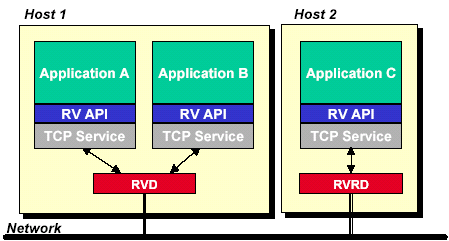 Host 1
Host 2
Application A
Application B
Application C
RV API
RV API
RV API
TCP Service
TCP Service
TCP Service
RVD
RVRD
Network